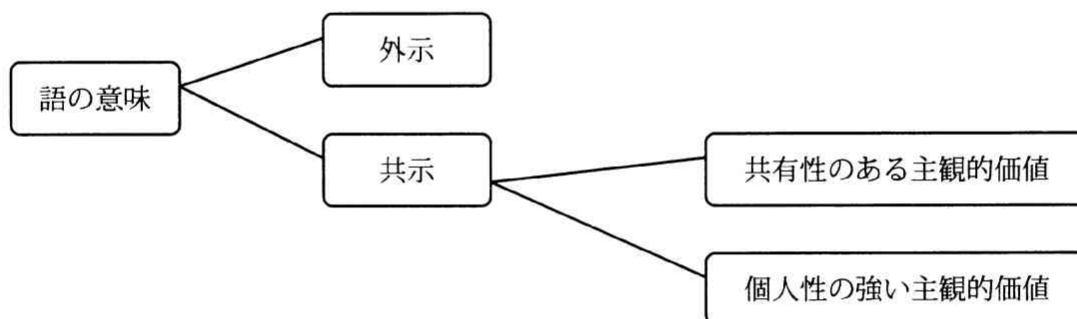 外示
語の意味
共示
共有性のある主観的価値
個人性の強い主観的価値